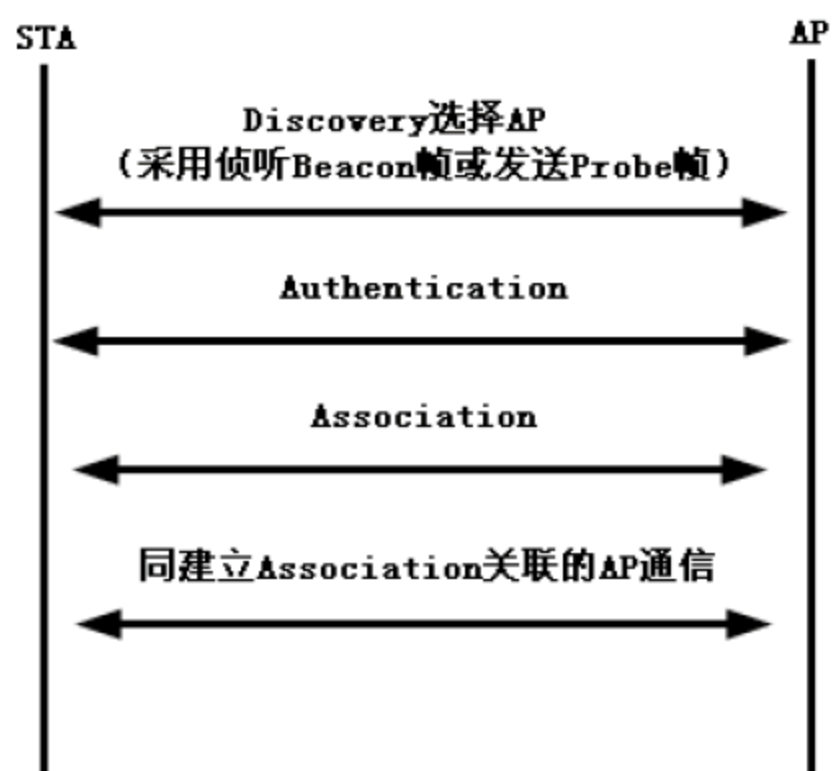 STA
AP
Discovery选择AP
（采用侦听Beacon帧或发送Probe帧）
Authentication
Association
同建立Association关联的AP通信